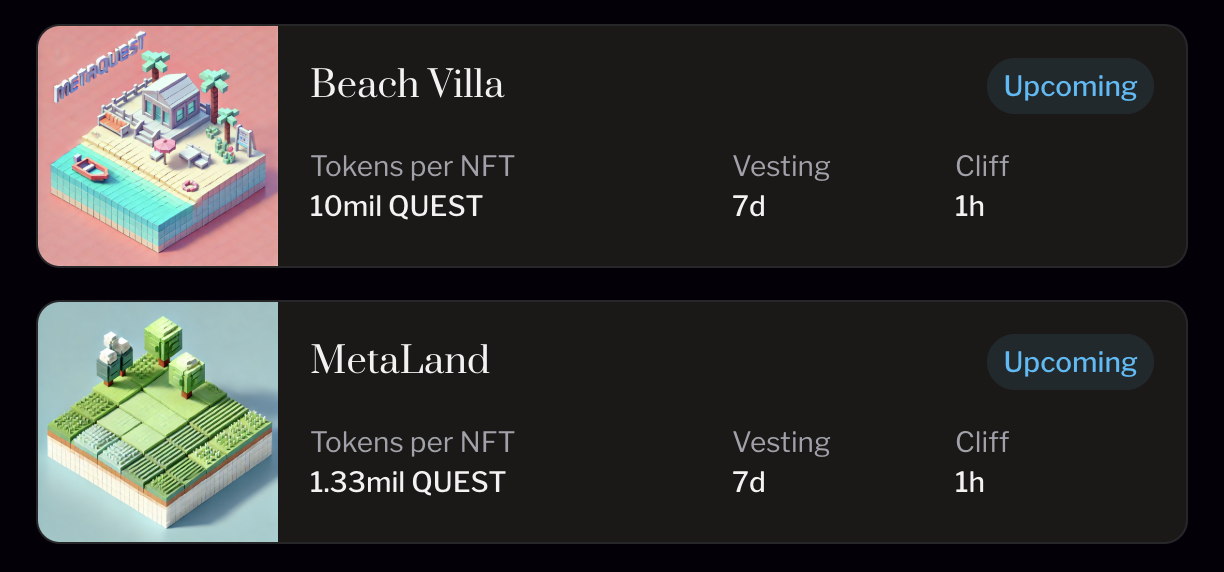 METAQUEST
Beach Villa
Upcoming
Tokens per NFT
Vesting
Cliff
10mil QUEST
7d
1h
MetaLand
Upcoming
Tokens per NFT
Vesting
Cliff
1.33mil QUEST
7d
1h